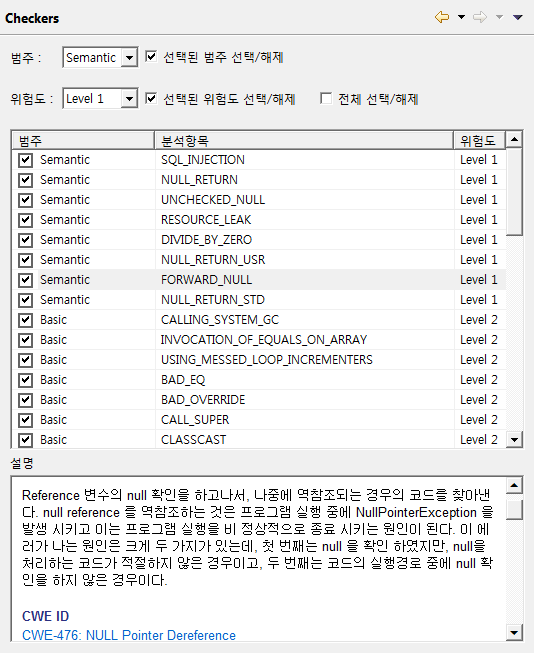 Checkers
범주 : Semantic 선택된 범주 선택/해제
위험도 : Level 1 선택된 위험도 선택/해제 전체 선택/해제
범주 분석항목 위험도
Semantic SQL_INJECTION Level 1
Semantic NULL_RETURN Level 1
Semantic UNCHECKED_NULL Level 1
Semantic RESOURCE_LEAK Level 1
Semantic DIVIDE_BY_ZERO Level 1
Semantic NULL_RETURN_USR Level 1
Semantic FORWARD_NULL Level 1
Semantic NULL_RETURN_STD Level 1
Basic CALLING_SYSTEM_GC Level 2
Basic INVOCATION_OF_EQUALS_ON_ARRAY Level 2
Basic USING_MESSED_LOOP_INCREMENTERS Level 2
Basic BAD_EQ Level 2
Basic BAD_OVERRIDE Level 2
Basic CALL_SUPER Level 2
Basic CLASSCAST Level 2
설명
Reference 변수의 null 확인을 하고나서, 나중에 역참조되는 경우의 코드를 찾아낸
다. null reference 를 역참조하는 것은 프로그램 실행 중에 NullPointerException 을
발생 시키고 이는 프로그램 실행을 비 정상적으로 종료 시키는 원인이 된다. 이 에
러가 나는 원인은 크게 두 가지가 있는데, 첫 번째는 null 을 확인 하였지만, null을
처리하는 코드가 적절하지 않은 경우이고, 두 번째는 코드의 실행경로 중에 null 확
인을 하지 않은 경우이다.
CWE ID
CWE-476: NULL Pointer Dereference